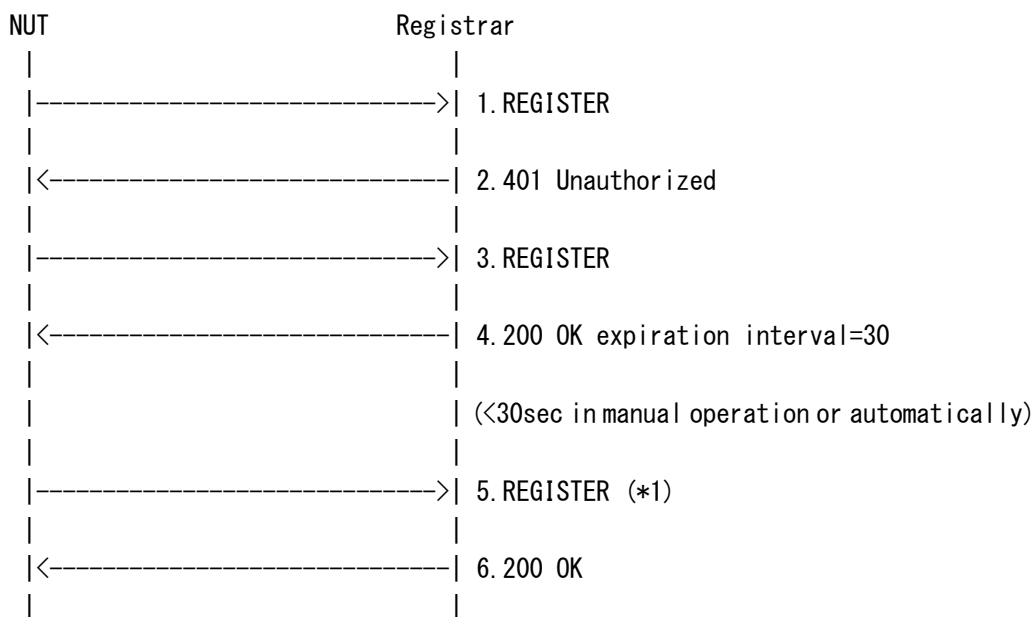 NUT Registrar
1.REGISTER
2.401 Unauthorized
3.REGISTER
4.200 OK expiration interval=30
(<30sec in manual operation or automatically)
5.REGISTER (*1)
6.200 OK